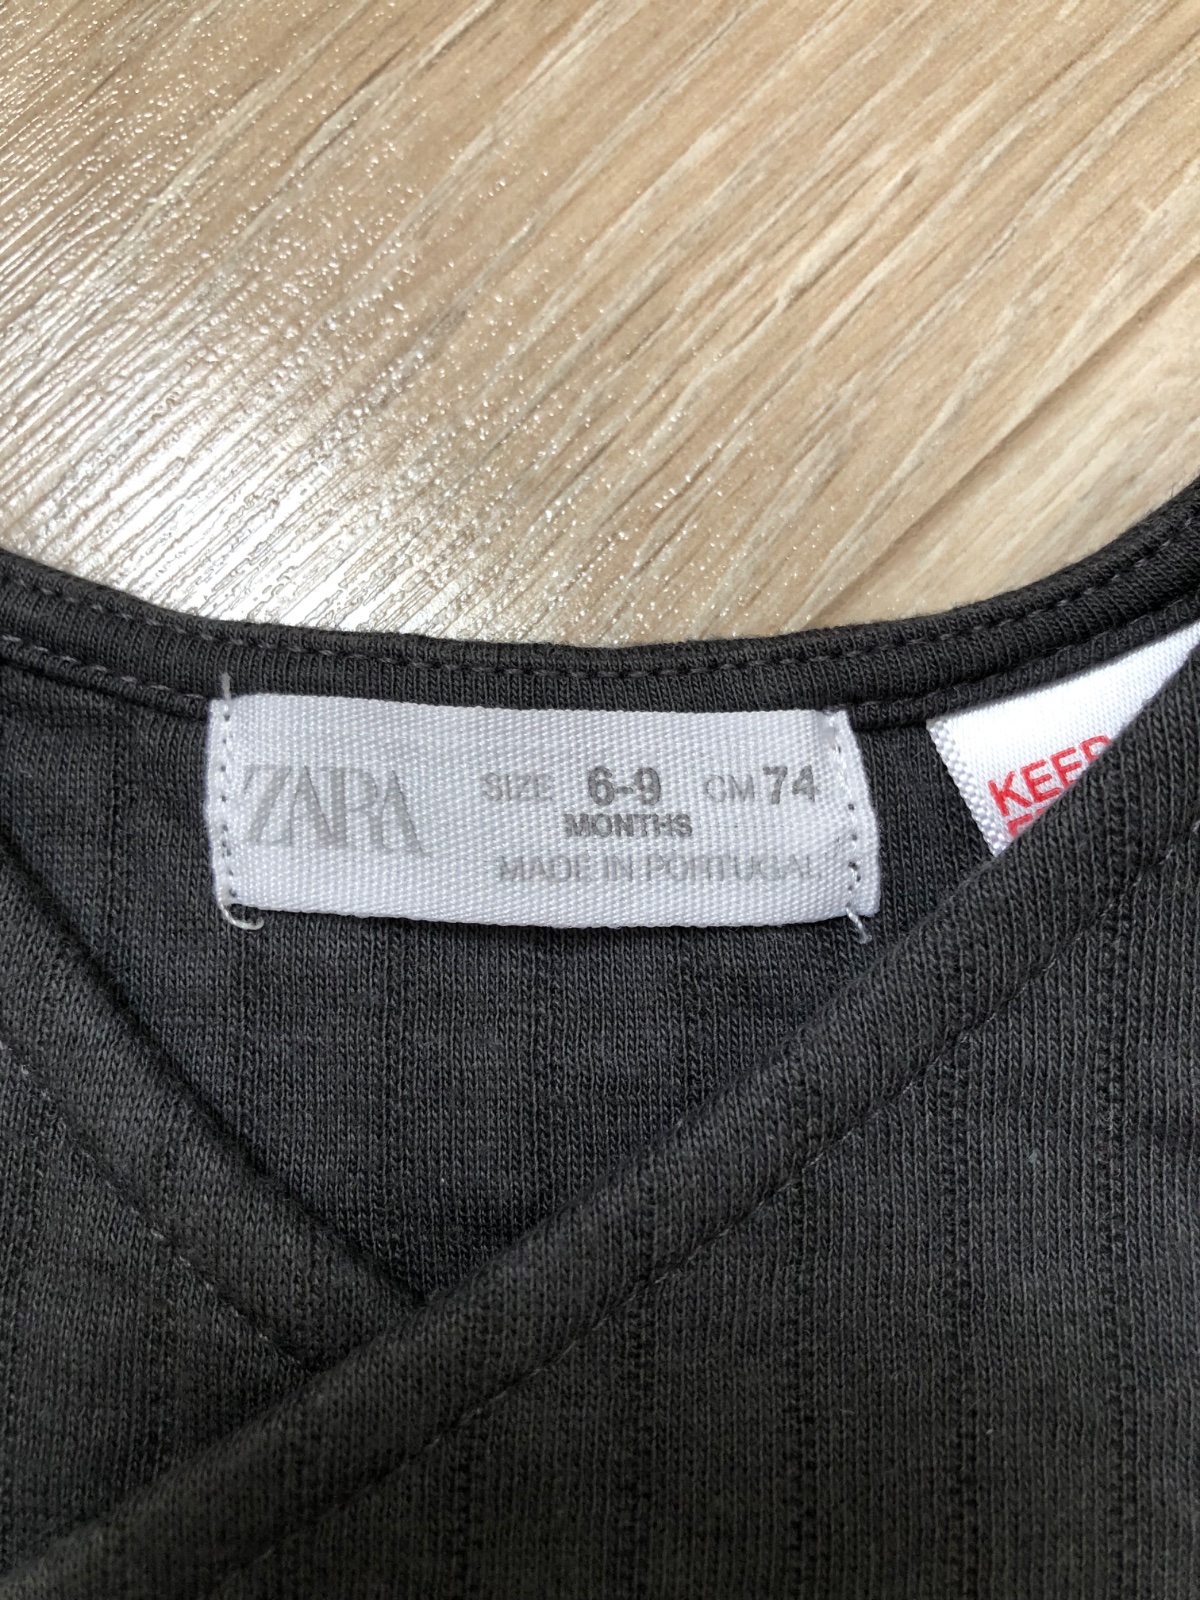 ZARA
SIZE 6-9 CM 74
MONTHS
MADE IN PORTUGAL
KEEP